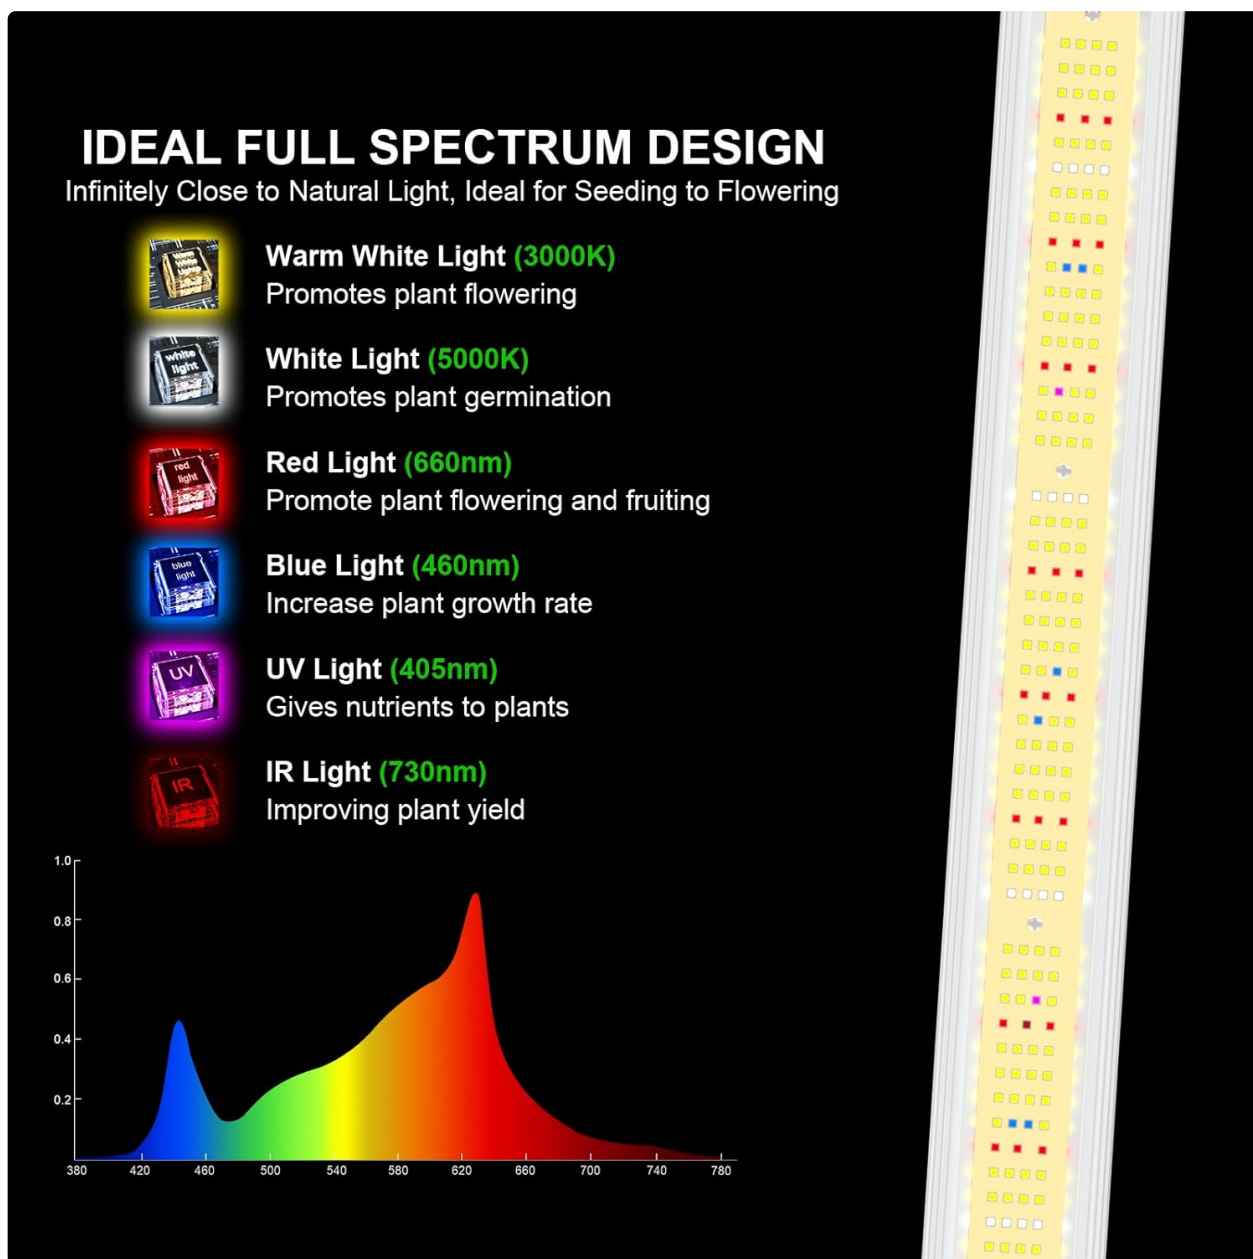 IDEAL FULL SPECTRUM DESIGN
Infinitely Close to Natural Light, Ideal for Seeding to Flowering
Warm White Lights
Warm White Light (3000K)
Promotes plant flowering
white light
White Light (5000K)
Promotes plant germination
red light
Red Light (660nm)
Promote plant flowering and fruiting
blue light
Blue Light (460nm)
Increase plant growth rate
UV
UV Light (405nm)
Gives nutrients to plants
IR
IR Light (730nm)
Improving plant yield
1.0
0.8
0.6
0.4
0.2
380 420 460 500 540 580 620 660 700 740 780